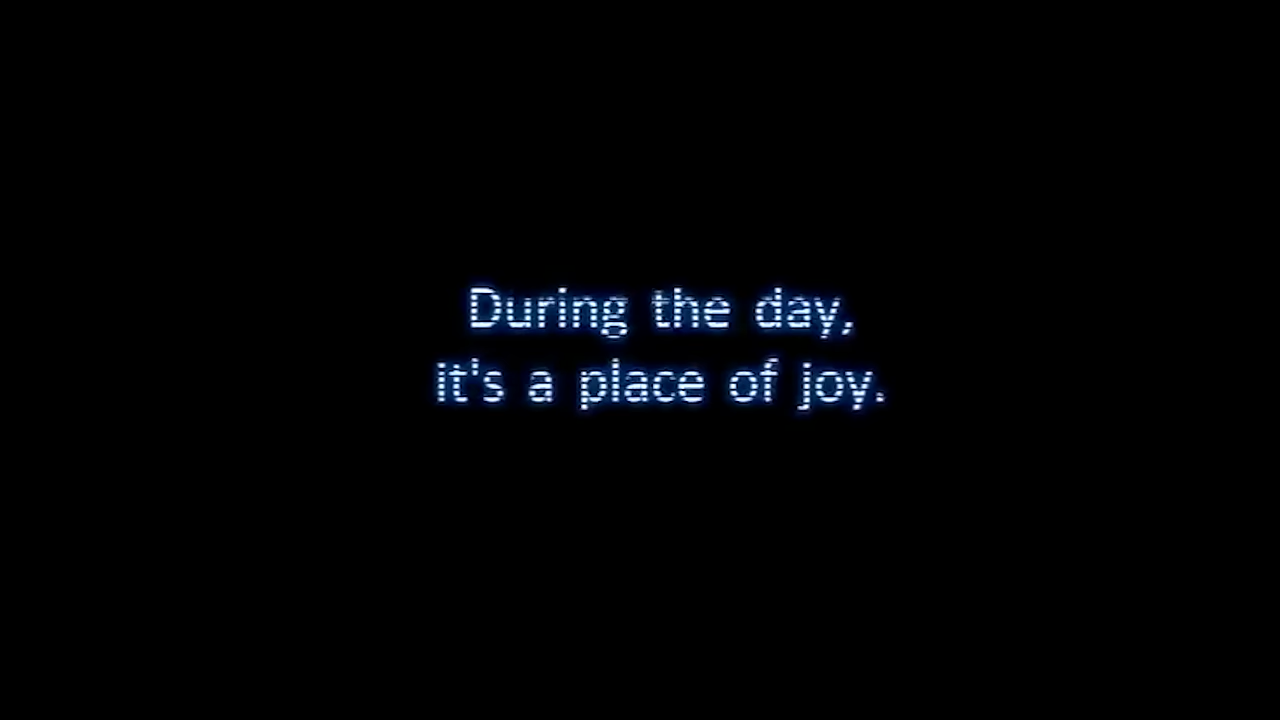 During the day,
it's a place of joy.